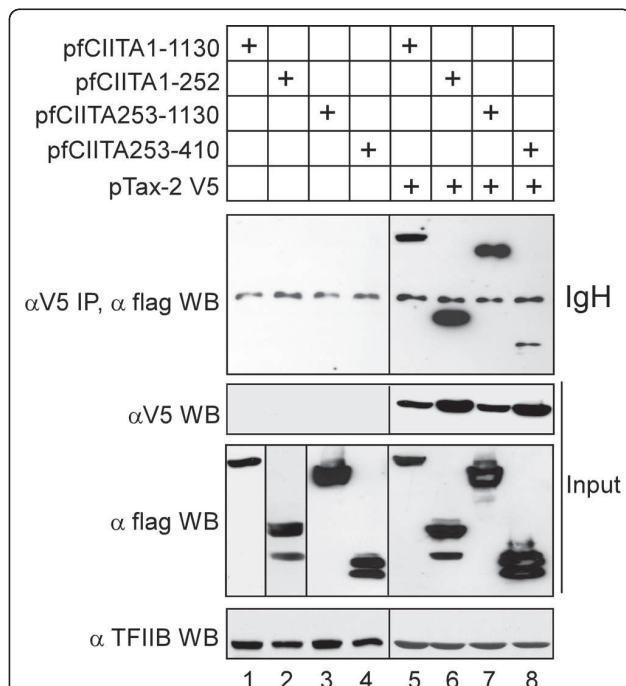 pfCIITA1-1130 + +
pfCIITA1-252 + +
pfCIITA253-1130 + +
pfCIITA253-410 + +
pTax-2 V5 + + + +
αV5 IP, α flag WB IgH
αV5 WB
Input
α flag WB
α TFIIB WB
1 2 3 4 5 6 7 8